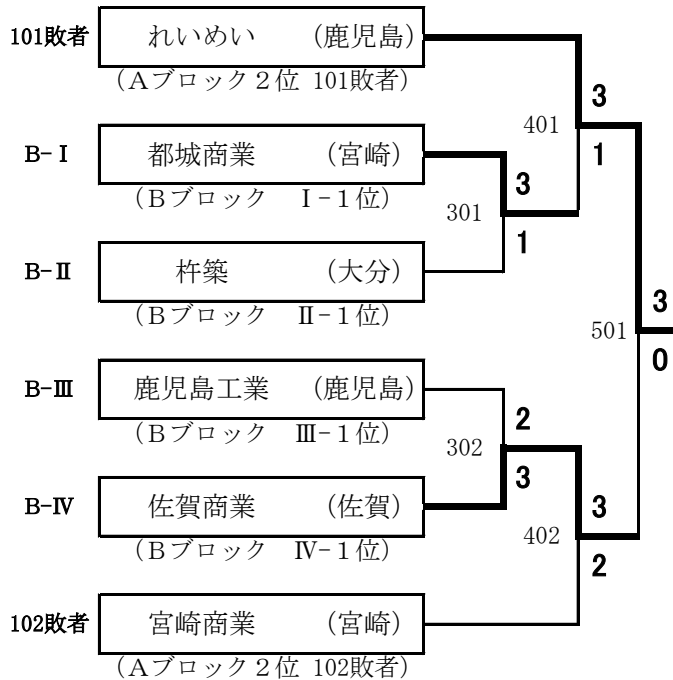 101敗者 れいめい (鹿児島)
(Aブロック2位 101敗者)
3
401
1
B-Ⅰ 都城商業 (宮崎)
(Bブロック Ⅰ-1位)
3
301
1
B-Ⅱ 杵築 (大分)
(Bブロック Ⅱ-1位)
3
501
0
B-Ⅲ 鹿児島工業 (鹿児島)
(Bブロック Ⅲ-1位)
2
302
3
B-Ⅳ 佐賀商業 (佐賀)
(Bブロック Ⅳ-1位)
3
402
2
102敗者 宮崎商業 (宮崎)
(Aブロック2位 102敗者)